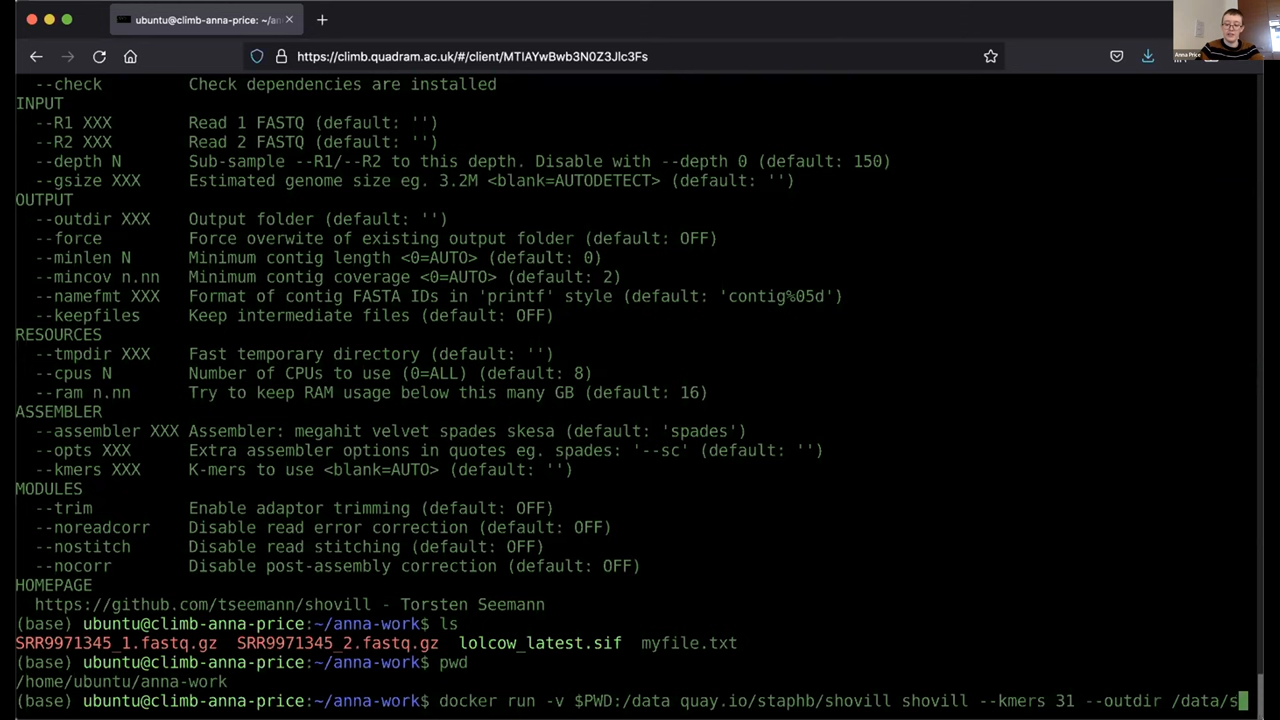 ubuntu@climb-anna-price: ~/an
https://climb.quadram.ac.uk/#/client/MTIAYwBwb3N0Z3Jlc3Fs
Anna Price
--check Check dependencies are installed
INPUT
--R1 XXX Read 1 FASTQ (default: '')
--R2 XXX Read 2 FASTQ (default: '')
--depth N Sub-sample --R1/--R2 to this depth. Disable with --depth 0 (default: 150)
--gsize XXX Estimated genome size eg. 3.2M <blank=AUTODETECT> (default: '')
OUTPUT
--outdir XXX Output folder (default: '')
--force Force overwite of existing output folder (default: OFF)
--minlen N Minimum contig length <0=AUTO> (default: 0)
--mincov n.nn Minimum contig coverage <0=AUTO> (default: 2)
--namefmt XXX Format of contig FASTA IDs in 'printf' style (default: 'contig%05d')
--keepfiles Keep intermediate files (default: OFF)
RESOURCES
--tmpdir XXX Fast temporary directory (default: '')
--cpus N Number of CPUs to use (0=ALL) (default: 8)
--ram n.nn Try to keep RAM usage below this many GB (default: 16)
ASSEMBLER
--assembler XXX Assembler: megahit velvet spades skesa (default: 'spades')
--opts XXX Extra assembler options in quotes eg. spades: '--sc' (default: '')
--kmers XXX K-mers to use <blank=AUTO> (default: '')
MODULES
--trim Enable adaptor trimming (default: OFF)
--noreadcorr Disable read error correction (default: OFF)
--nostitch Disable read stitching (default: OFF)
--nocorr Disable post-assembly correction (default: OFF)
HOMEPAGE
https://github.com/tseemann/shovill - Torsten Seemann
(base) ubuntu@climb-anna-price:~/anna-work$ ls
SRR9971345_1.fastq.gz SRR9971345_2.fastq.gz lolcow_latest.sif myfile.txt
(base) ubuntu@climb-anna-price:~/anna-work$ pwd
/home/ubuntu/anna-work
(base) ubuntu@climb-anna-price:~/anna-work$ docker run -v $PWD:/data quay.io/staphb/shovill shovill --kmers 31 --outdir /data/s